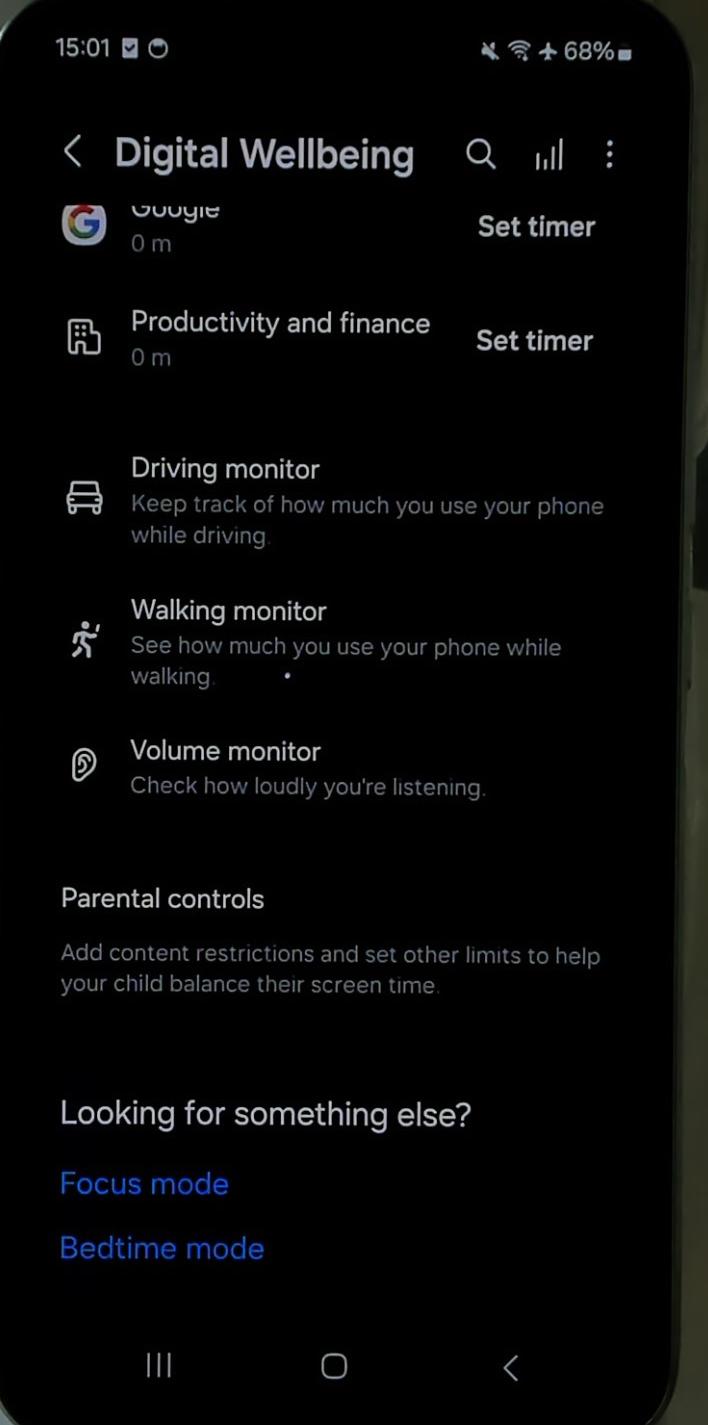 15:01
68%
Digital Wellbeing
Google
0 m
Set timer
Productivity and finance
0 m
Set timer
Driving monitor
Keep track of how much you use your phone
while driving.
Walking monitor
See how much you use your phone while
walking.
Volume monitor
Check how loudly you're listening.
Parental controls
Add content restrictions and set other limits to help
your child balance their screen time.
Looking for something else?
Focus mode
Bedtime mode